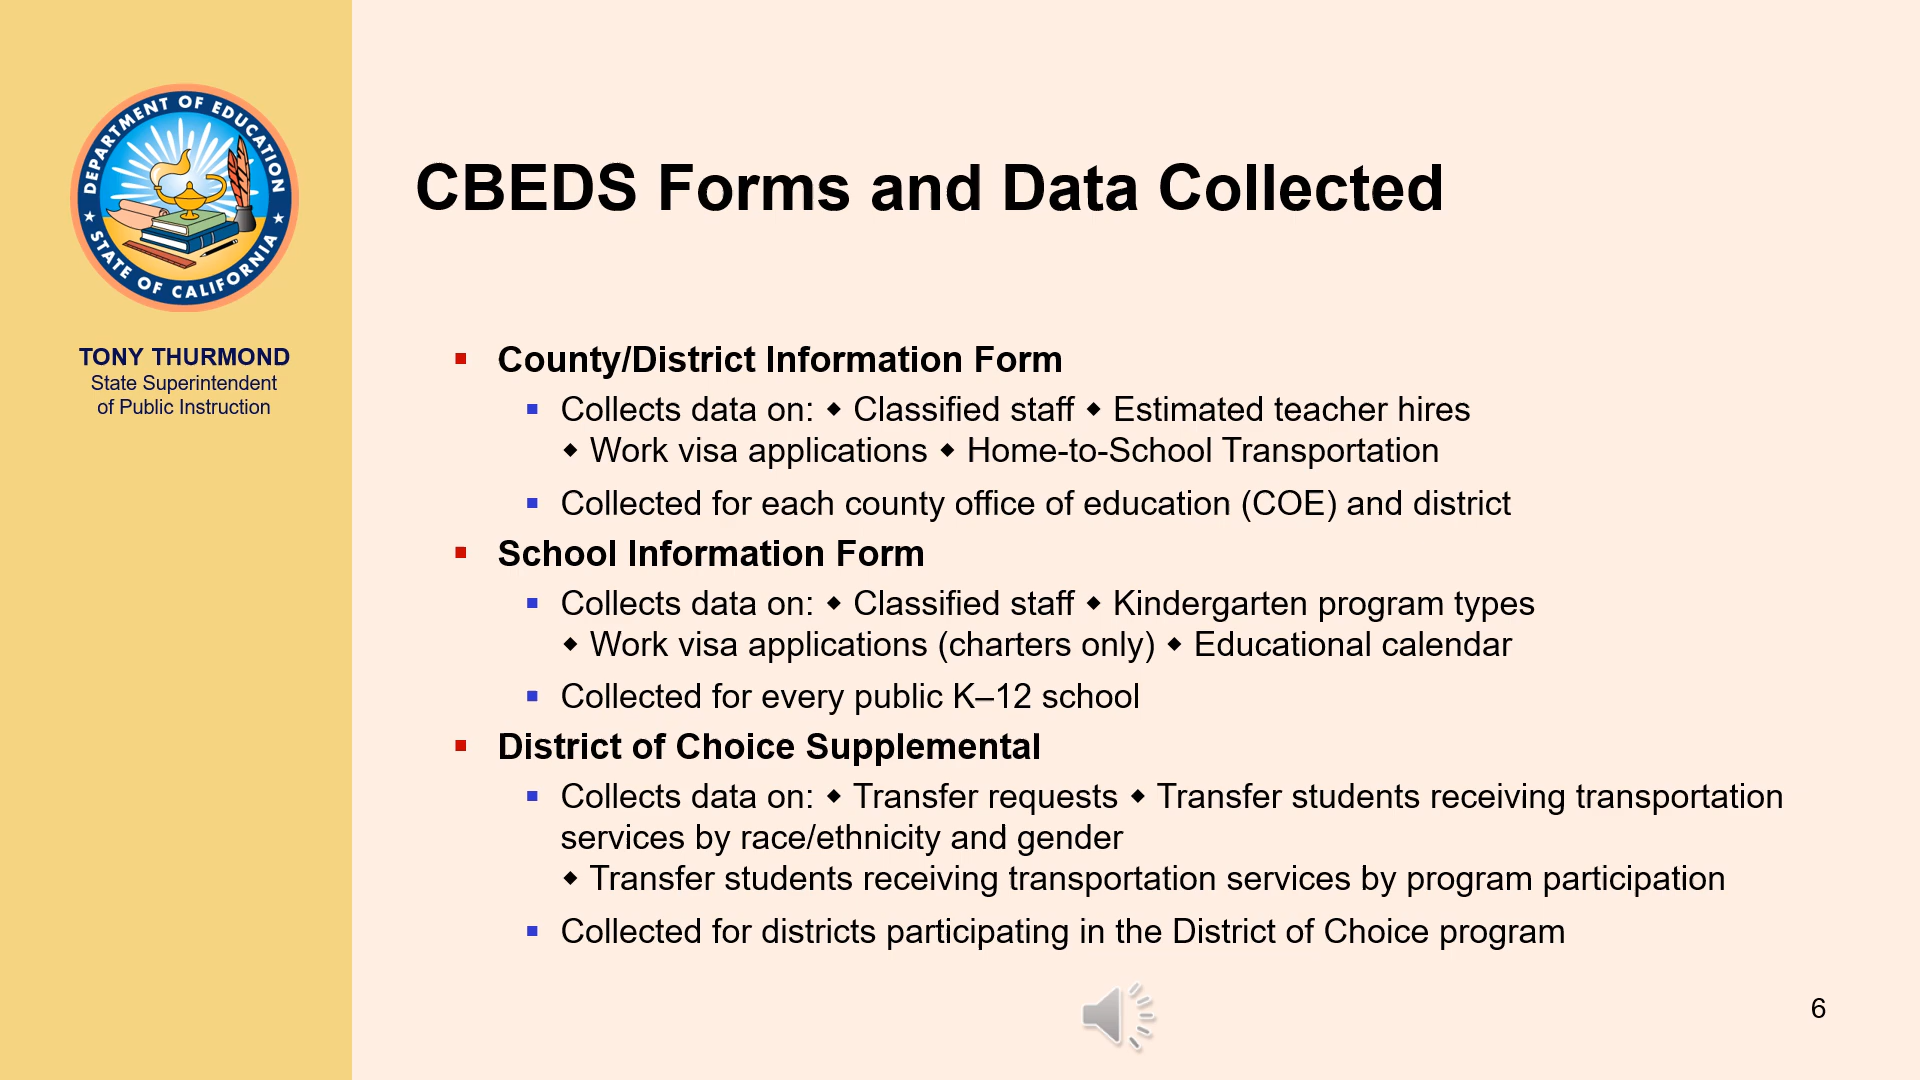 DEPARTMENT OF EDUCATION
STATE OF CALIFORNIA
TONY THURMOND
State Superintendent
of Public Instruction
CBEDS Forms and Data Collected
▪ County/District Information Form
▪ Collects data on: ◆ Classified staff ◆ Estimated teacher hires
◆ Work visa applications ◆ Home-to-School Transportation
▪ Collected for each county office of education (COE) and district
▪ School Information Form
▪ Collects data on: ◆ Classified staff ◆ Kindergarten program types
◆ Work visa applications (charters only) ◆ Educational calendar
▪ Collected for every public K–12 school
▪ District of Choice Supplemental
▪ Collects data on: ◆ Transfer requests ◆ Transfer students receiving transportation
services by race/ethnicity and gender
◆ Transfer students receiving transportation services by program participation
▪ Collected for districts participating in the District of Choice program
6